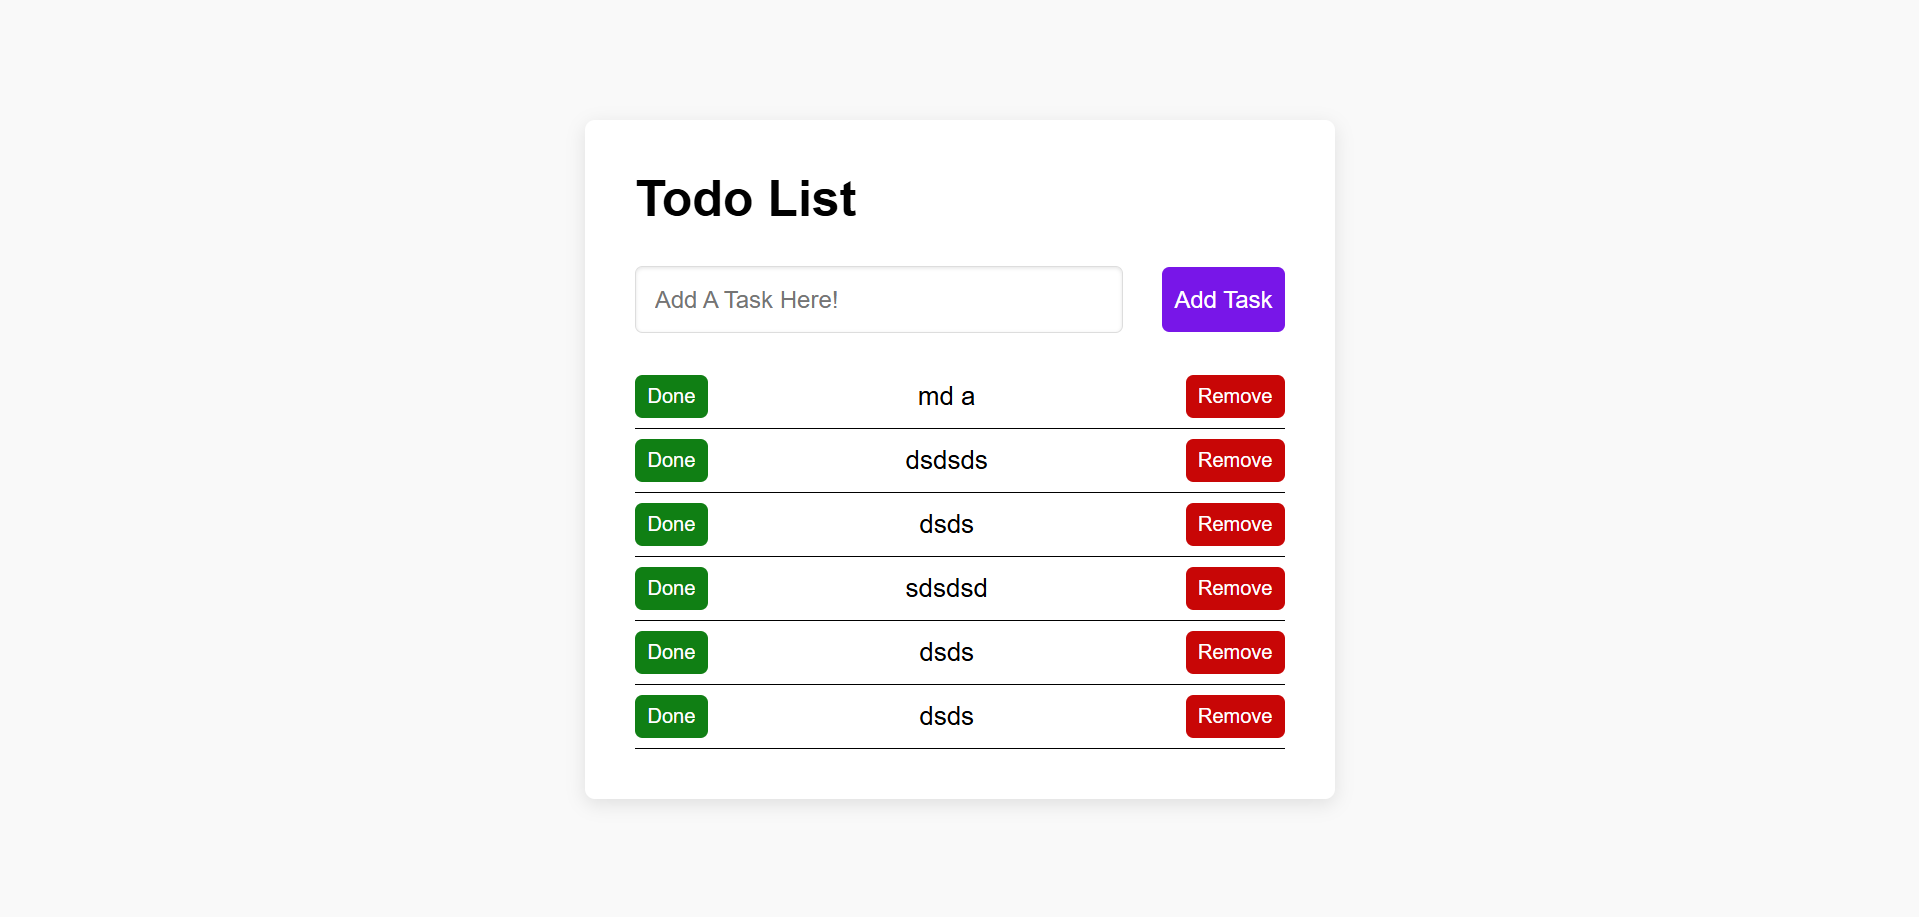 Todo List
Add A Task Here! Add Task
Done md a Remove
Done dsdsds Remove
Done dsds Remove
Done sdsdsd Remove
Done dsds Remove
Done dsds Remove